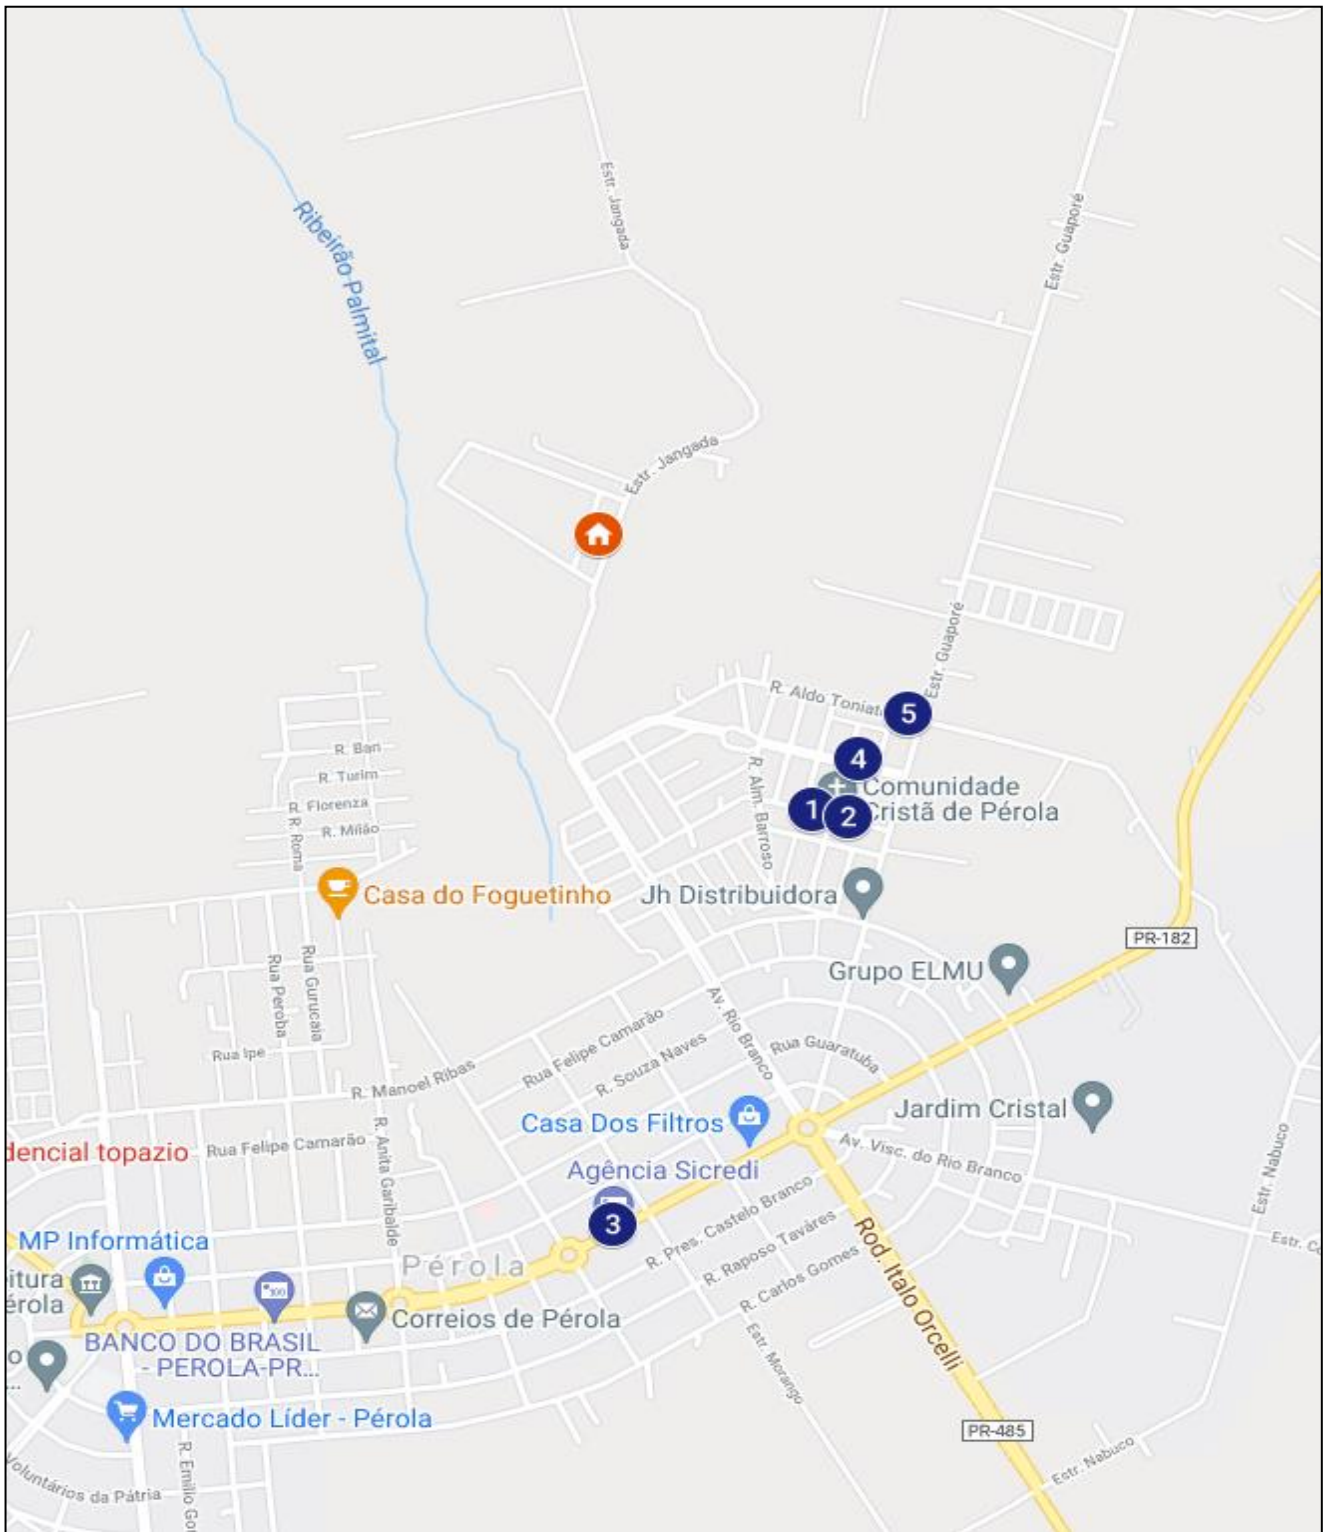 Estr. Jangada
Estr. Guaporé
Ribeirão Palmital
Estr. Jangada
Estr. Guaporé
R. Aldo Toniat
5
R. Ban
4
R. Turim
Comunidade
Cristã de Pérola
R. Florenza
1
2
R. Alm. Barroso
R. Milão
R. Roma
Casa do Foguetinho
Jh Distribuidora
PR-182
Grupo ELMU
Rua Peroba
Rua Gurucaia
Av. Rio Branco
Rua Felipe Camarão
Rua Guaratuba
Rua Ipe
R. Souza Naves
R. Manoel Ribas
Casa Dos Filtros
Jardim Cristal
dencial topazio
Rua Felipe Camarão
R. Anita Garibalde
Av. Visc. do Rio Branco
Estr. Nabuco
Agência Sicredi
3
R. Pres. Castelo Branco
MP Informática
R. Raposo Taváres
Estr. Co
Pérola
itura
érola
R. Carlos Gomes
Rod. Italo Orcelli
100
Correios de Pérola
BANCO DO BRASIL
- PEROLA-PR...
o
...
Estr. Morango
Mercado Líder - Pérola
PR-485
Estr. Nabuco
R. Emilio Go
Voluntários da Pátria